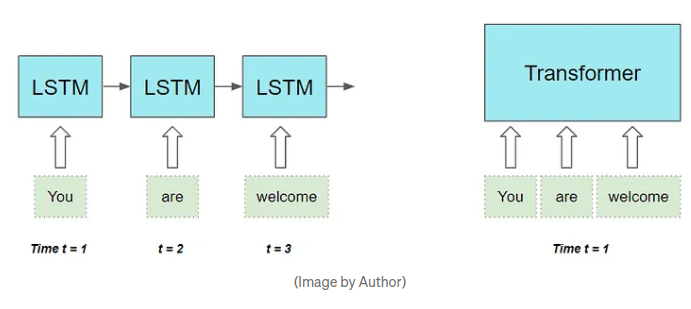 LSTM LSTM LSTM
You are welcome
Time t = 1 t = 2 t = 3
Transformer
You are welcome
Time t = 1
(Image by Author)